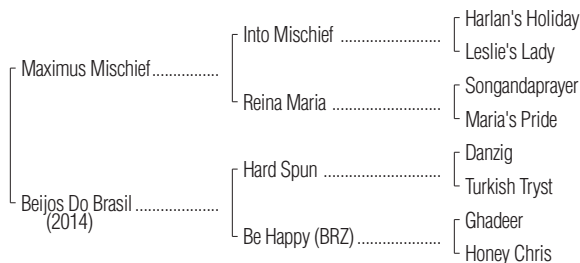 Harlan's Holiday
Into Mischief ......................
Leslie's Lady
Maximus Mischief................
Songandaprayer
Reina Maria ........................
Maria's Pride
Danzig
Hard Spun ..........................
Turkish Tryst
Beijos Do Brasil ....................
(2014)
Ghadeer
Be Happy (BRZ)..................
Honey Chris